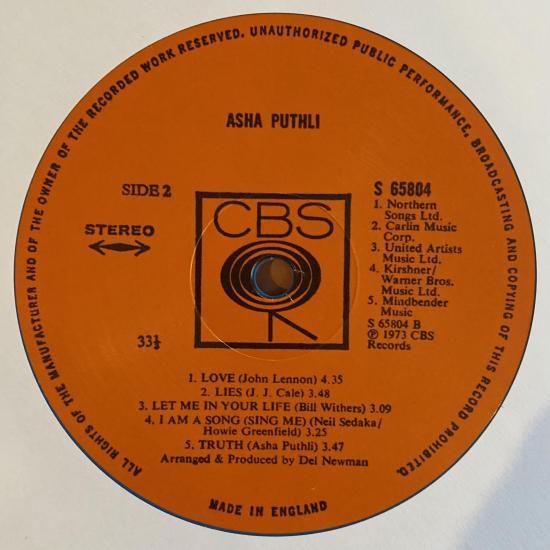 ALL RIGHTS OF THE MANUFACTURER AND OF THE OWNER OF THE RECORDED WORK RESERVED. UNAUTHORIZED PUBLIC PERFORMANCE, BROADCASTING AND COPYING OF THIS RECORD PROHIBITED.
ASHA PUTHLI
SIDE 2
STEREO
33⅓
CBS
S 65804
1. Northern
Songs Ltd.
2. Carlin Music
Corp.
3. United Artists
Music Ltd.
4. Kirshner/
Warner Bros.
Music Ltd.
5. Mindbender
Music
S 65804 B
℗ 1973 CBS
Records
1. LOVE (John Lennon) 4.35
2. LIES (J. J. Cale) 3.48
3. LET ME IN YOUR LIFE (Bill Withers) 3.09
4. I AM A SONG (SING ME) (Neil Sedaka/
Howie Greenfield) 3.25
5. TRUTH (Asha Puthli) 3.47
Arranged & Produced by Del Newman
MADE IN ENGLAND